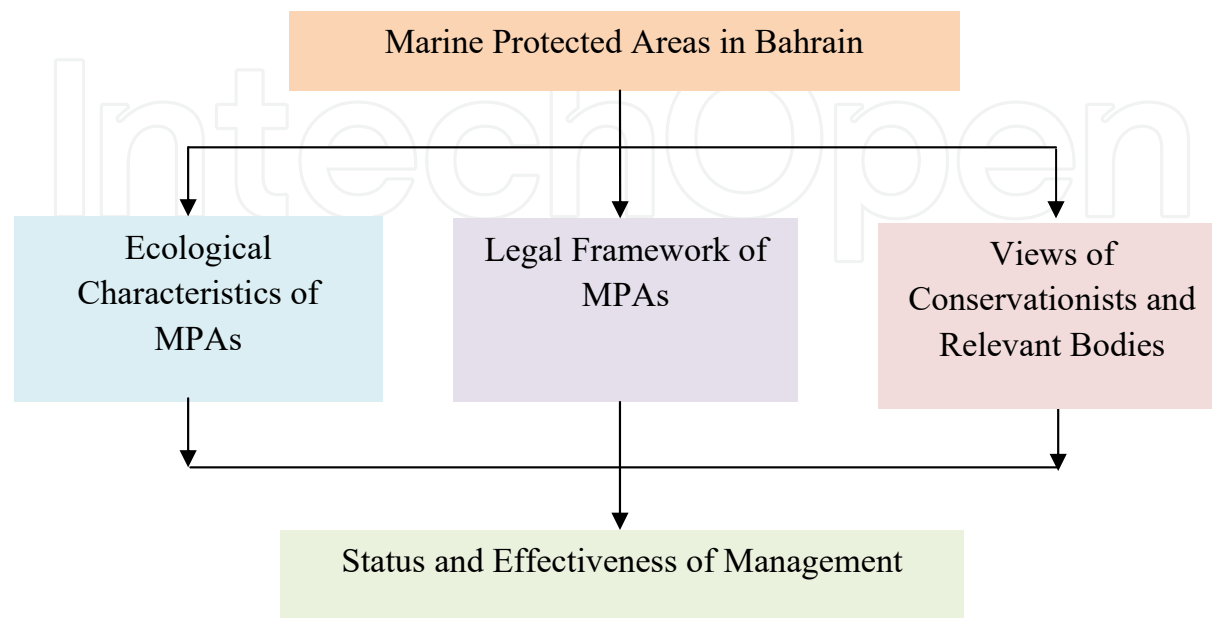 Marine Protected Areas in Bahrain
IntechOpen
Ecological
Characteristics of
MPAs
Legal Framework of
MPAs
Views of
Conservationists and
Relevant Bodies
Status and Effectiveness of Management